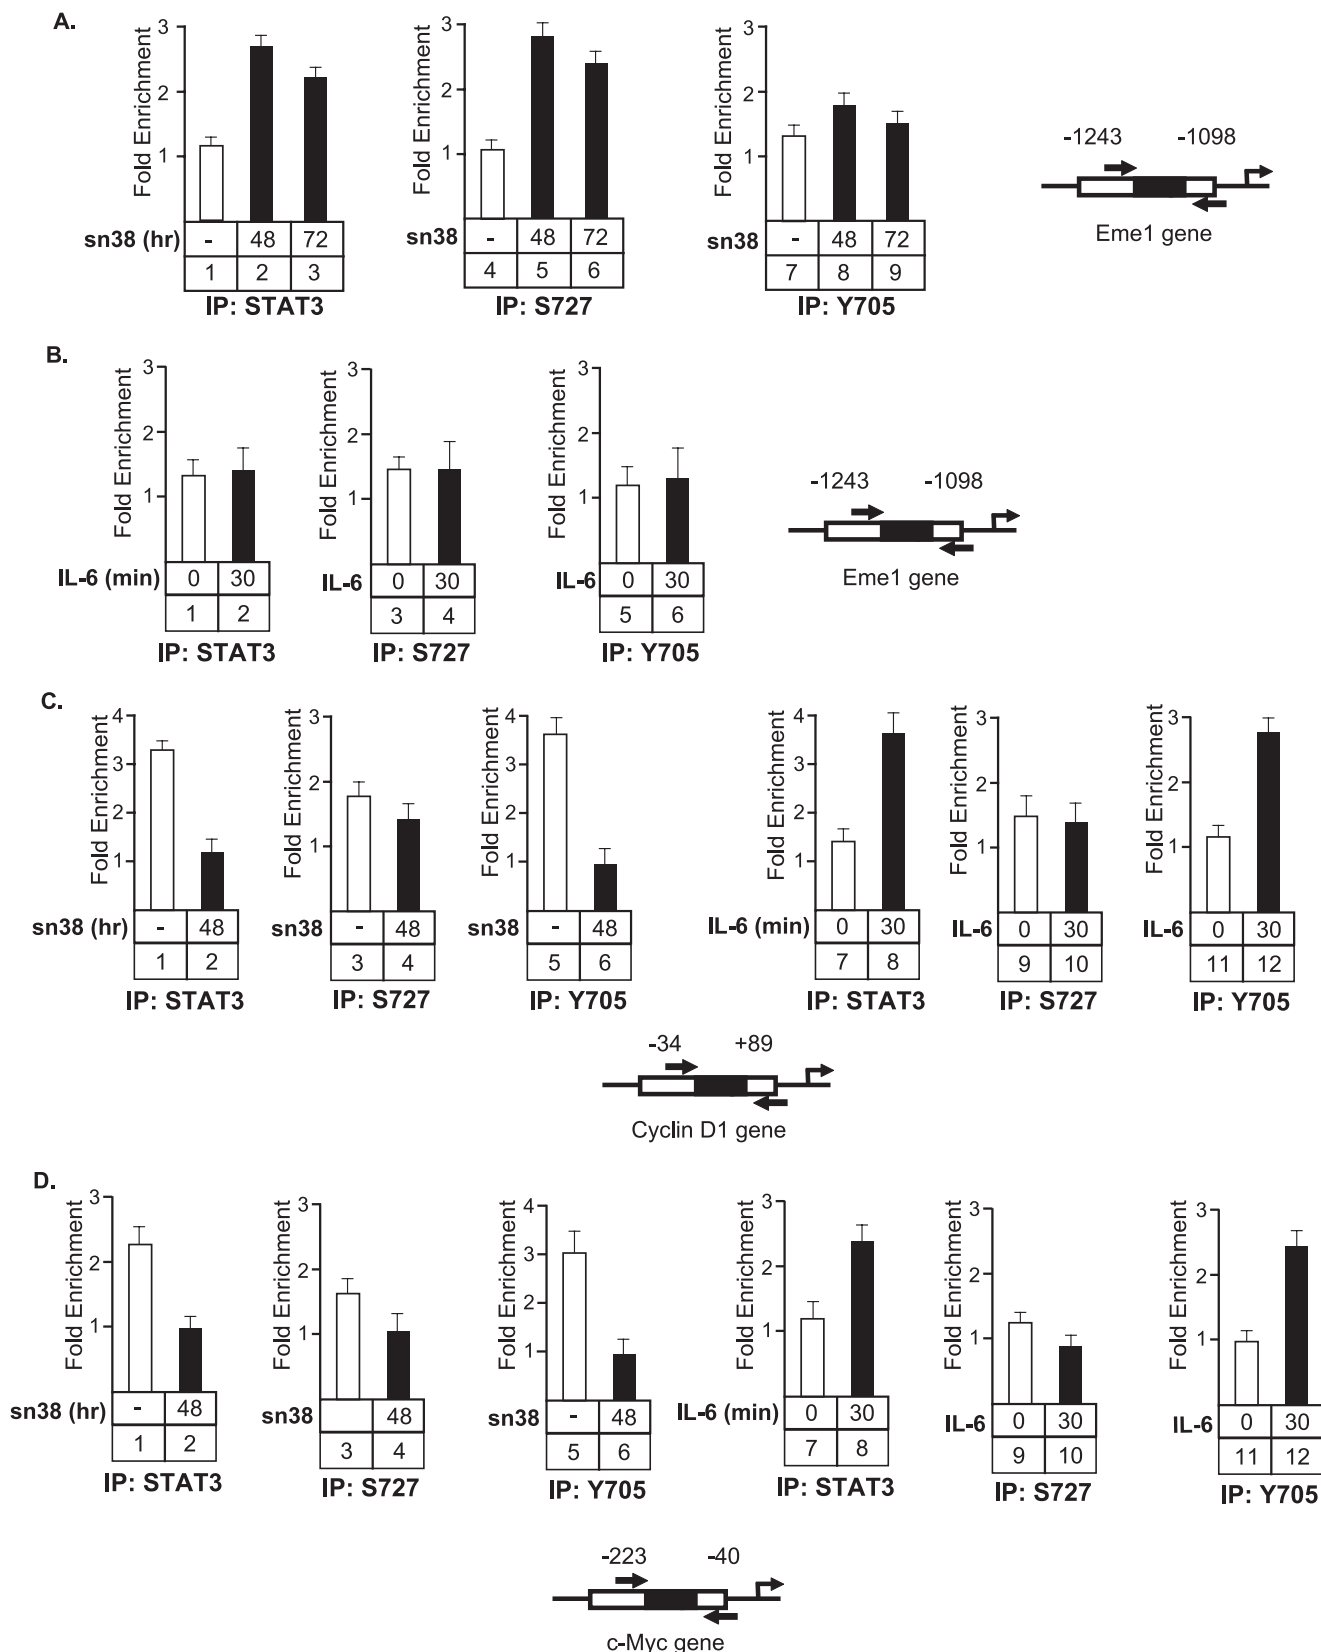 A.
3
2
1
Fold Enrichment
sn38 (hr) - 48 72
1 2 3
IP: STAT3
3
2
1
Fold Enrichment
sn38 - 48 72
4 5 6
IP: S727
3
2
1
Fold Enrichment
sn38 - 48 72
7 8 9
IP: Y705
-1243 -1098
Eme1 gene
B.
3
2
1
Fold Enrichment
IL-6 (min) 0 30
1 2
IP: STAT3
3
2
1
Fold Enrichment
IL-6 0 30
3 4
IP: S727
3
2
1
Fold Enrichment
IL-6 0 30
5 6
IP: Y705
-1243 -1098
Eme1 gene
C.
4
3
2
1
Fold Enrichment
sn38 (hr) - 48
1 2
IP: STAT3
3
2
1
Fold Enrichment
sn38 - 48
3 4
IP: S727
4
3
2
1
Fold Enrichment
sn38 - 48
5 6
IP: Y705
4
3
2
1
Fold Enrichment
IL-6 (min) 0 30
7 8
IP: STAT3
3
2
1
Fold Enrichment
IL-6 0 30
9 10
IP: S727
3
2
1
Fold Enrichment
IL-6 0 30
11 12
IP: Y705
-34 +89
Cyclin D1 gene
D.
3
2
1
Fold Enrichment
sn38 (hr) - 48
1 2
IP: STAT3
3
2
1
Fold Enrichment
sn38 48
3 4
IP: S727
4
3
2
1
Fold Enrichment
sn38 - 48
5 6
IP: Y705
3
2
1
Fold Enrichment
IL-6 (min) 0 30
7 8
IP: STAT3
3
2
1
Fold Enrichment
IL-6 0 30
9 10
IP: S727
3
2
1
Fold Enrichment
IL-6 0 30
11 12
IP: Y705
-223 -40
c-Myc gene